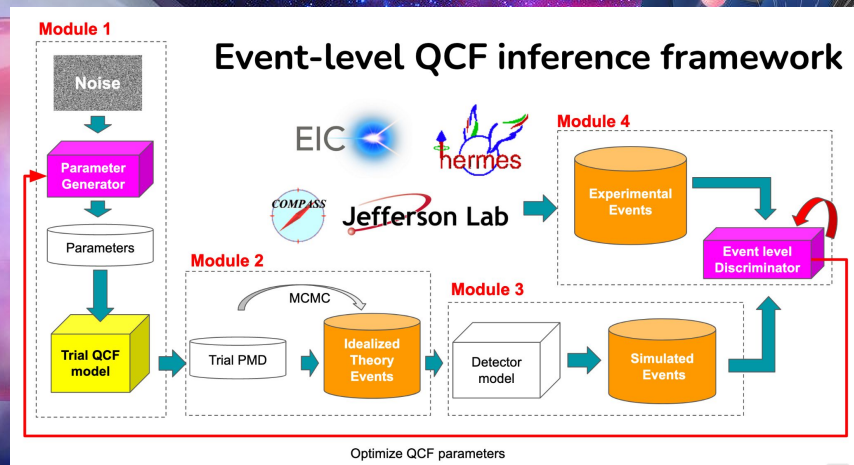 Module 1
Event-level QCF inference framework
Noise
Parameter
Generator
Parameters
Trial QCF
model
EIC
hermes
COMPASS
Jefferson Lab
Module 2
MCMC
Trial PMD
Idealized
Theory
Events
Module 3
Detector
model
Simulated
Events
Module 4
Experimental
Events
Event level
Discriminator
Optimize QCF parameters